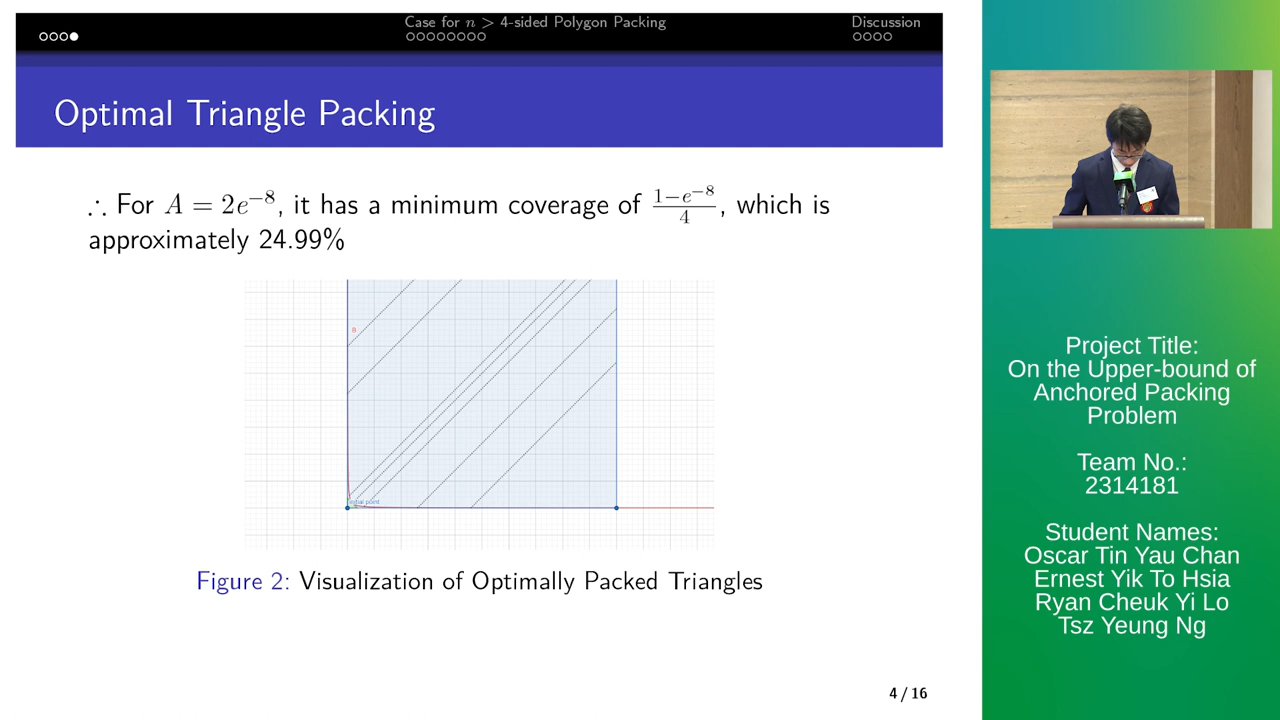 Case for n > 4-sided Polygon Packing
Discussion
Optimal Triangle Packing
∴ For A = 2e^{−8}, it has a minimum coverage of \frac{1−e^{−8}}{4}, which is
approximately 24.99%
initial point
Figure 2: Visualization of Optimally Packed Triangles
4 / 16
Project Title:
On the Upper-bound of
Anchored Packing
Problem
Team No.:
2314181
Student Names:
Oscar Tin Yau Chan
Ernest Yik To Hsia
Ryan Cheuk Yi Lo
Tsz Yeung Ng